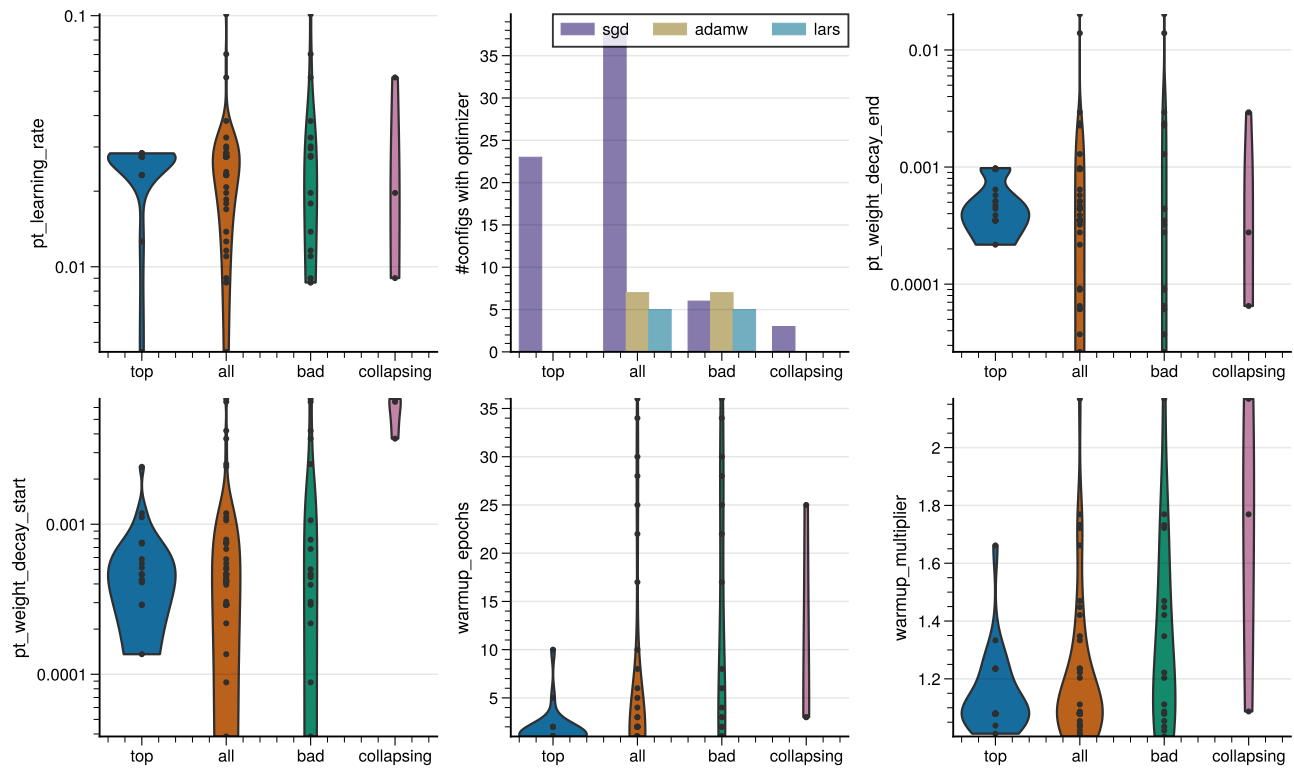 pt_learning_rate
0.1
0.01
top all bad collapsing
#configs with optimizer
35
30
25
20
15
10
5
0
sgd adamw lars
top all bad collapsing
pt_weight_decay_end
0.01
0.001
0.0001
top all bad collapsing
pt_weight_decay_start
0.001
0.0001
top all bad collapsing
warmup_epochs
35
30
25
20
15
10
5
top all bad collapsing
warmup_multiplier
2
1.8
1.6
1.4
1.2
top all bad collapsing